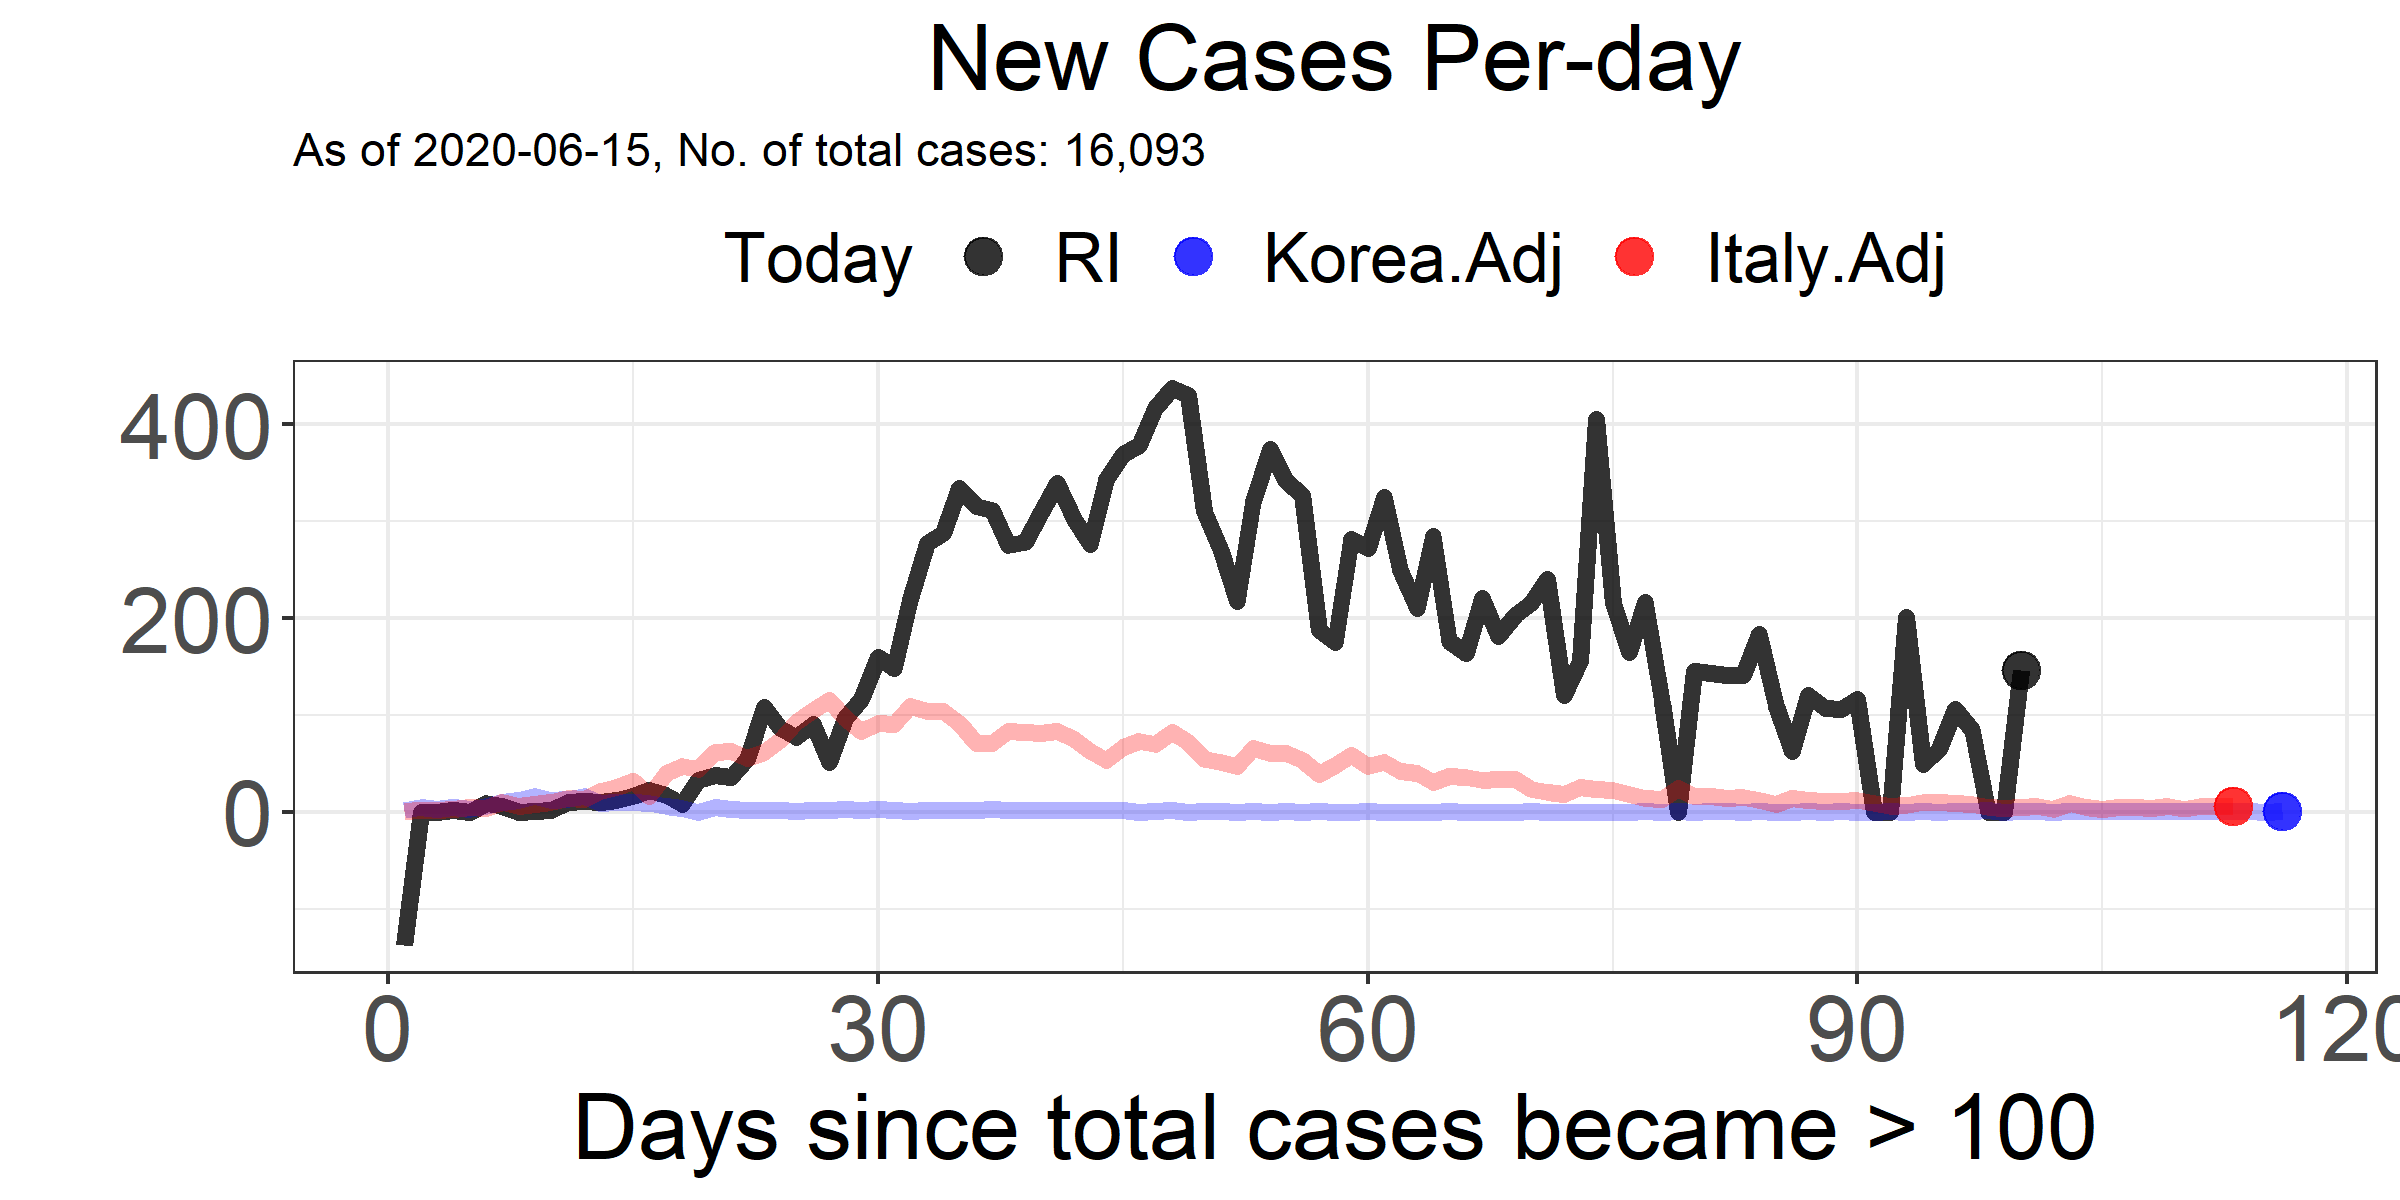 New Cases Per-day
As of 2020-06-15, No. of total cases: 16,093
Today RI Korea.Adj Italy.Adj
400
200
0
0 30 60 90 120
Days since total cases became > 100